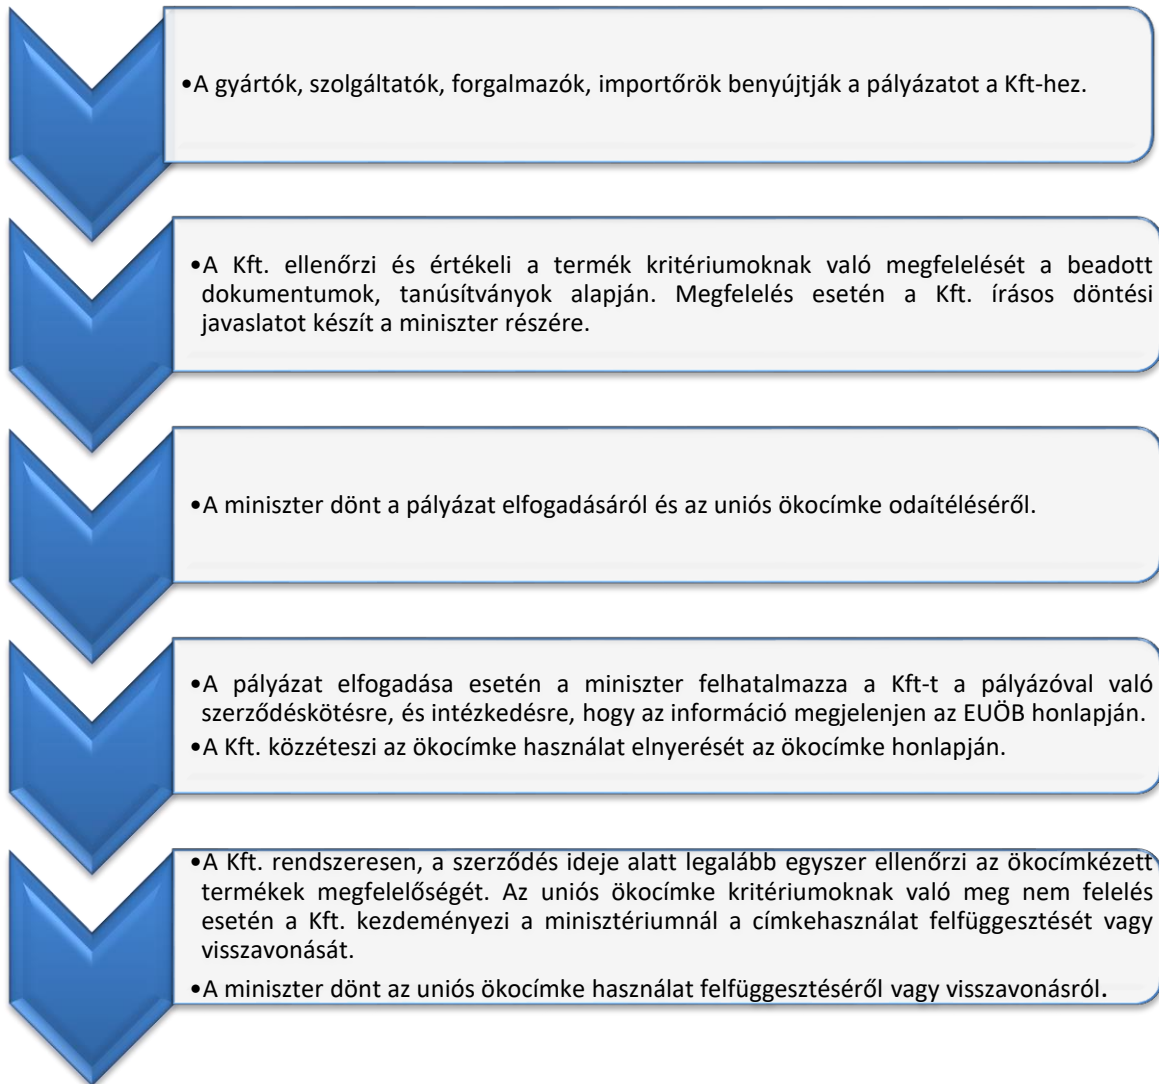 •A gyártók, szolgáltatók, forgalmazók, importőrök benyújtják a pályázatot a Kft-hez.
•A Kft. ellenőrzi és értékeli a termék kritériumoknak való megfelelését a beadott
dokumentumok, tanúsítványok alapján. Megfelelés esetén a Kft. írásos döntési
javaslatot készít a miniszter részére.
•A miniszter dönt a pályázat elfogadásáról és az uniós ökocímke odaítéléséről.
•A pályázat elfogadása esetén a miniszter felhatalmazza a Kft-t a pályázóval való
szerződéskötésre, és intézkedésre, hogy az információ megjelenjen az EUÖB honlapján.
•A Kft. közzéteszi az ökocímke használat elnyerését az ökocímke honlapján.
•A Kft. rendszeresen, a szerződés ideje alatt legalább egyszer ellenőrzi az ökocímkézett
termékek megfelelőségét. Az uniós ökocímke kritériumoknak való meg nem felelés
esetén a Kft. kezdeményezi a minisztériumnál a címkehasználat felfüggesztését vagy
visszavonását.
•A miniszter dönt az uniós ökocímke használat felfüggesztéséről vagy visszavonásról.